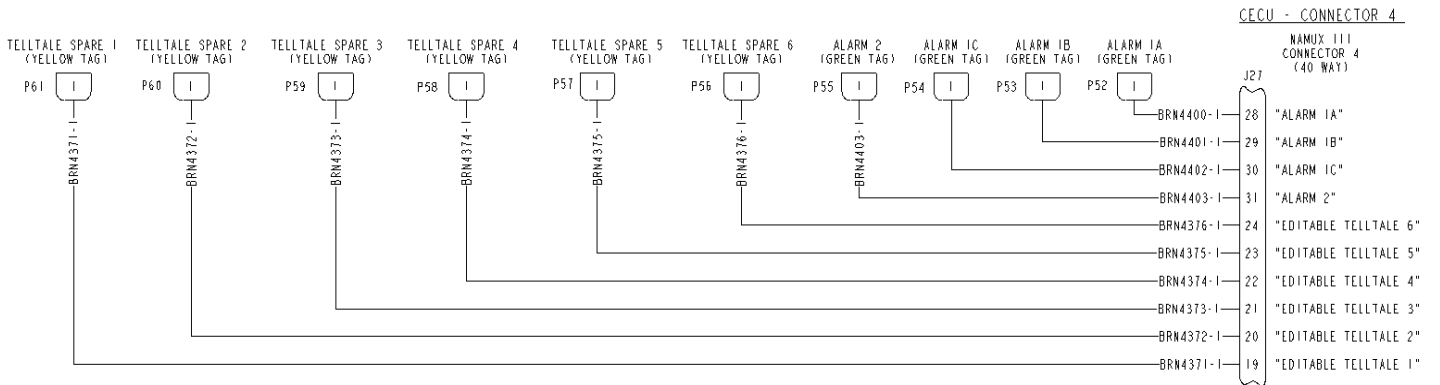 CECU - CONNECTOR 4
NAMUX III
CONNECTOR 4
(40 WAY)
J27
TELLTALE SPARE 1
(YELLOW TAG)
P61 1
TELLTALE SPARE 2
(YELLOW TAG)
P60 1
TELLTALE SPARE 3
(YELLOW TAG)
P59 1
TELLTALE SPARE 4
(YELLOW TAG)
P58 1
TELLTALE SPARE 5
(YELLOW TAG)
P57 1
TELLTALE SPARE 6
(YELLOW TAG)
P56 1
ALARM 2
(GREEN TAG)
P55 1
ALARM 1C
(GREEN TAG)
P54 1
ALARM 1B
(GREEN TAG)
P53 1
ALARM 1A
(GREEN TAG)
P52 1
BRN4371-1
BRN4372-1
BRN4373-1
BRN4374-1
BRN4375-1
BRN4376-1
BRN4403-1
BRN4400-1 28 "ALARM 1A"
BRN4401-1 29 "ALARM 1B"
BRN4402-1 30 "ALARM 1C"
BRN4403-1 31 "ALARM 2"
BRN4376-1 24 "EDITABLE TELLTALE 6"
BRN4375-1 23 "EDITABLE TELLTALE 5"
BRN4374-1 22 "EDITABLE TELLTALE 4"
BRN4373-1 21 "EDITABLE TELLTALE 3"
BRN4372-1 20 "EDITABLE TELLTALE 2"
BRN4371-1 19 "EDITABLE TELLTALE 1"